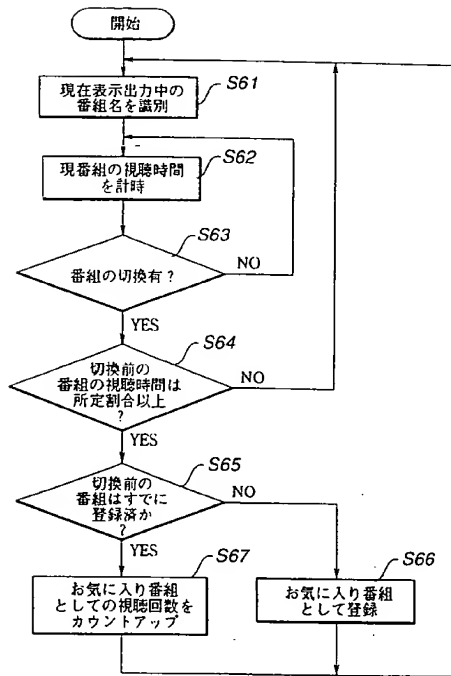 開始
S61
現在表示出力中の
番組名を識別
S62
現番組の視聴時間
を計時
S63
番組の切換有？
NO
YES
S64
切換前の
番組の視聴時間は
所定割合以上
？
NO
YES
S65
切換前の
番組はすでに
登録済か
？
NO
YES
S67
お気に入り番組
としての視聴回数を
カウントアップ
S66
お気に入り番組
として登録